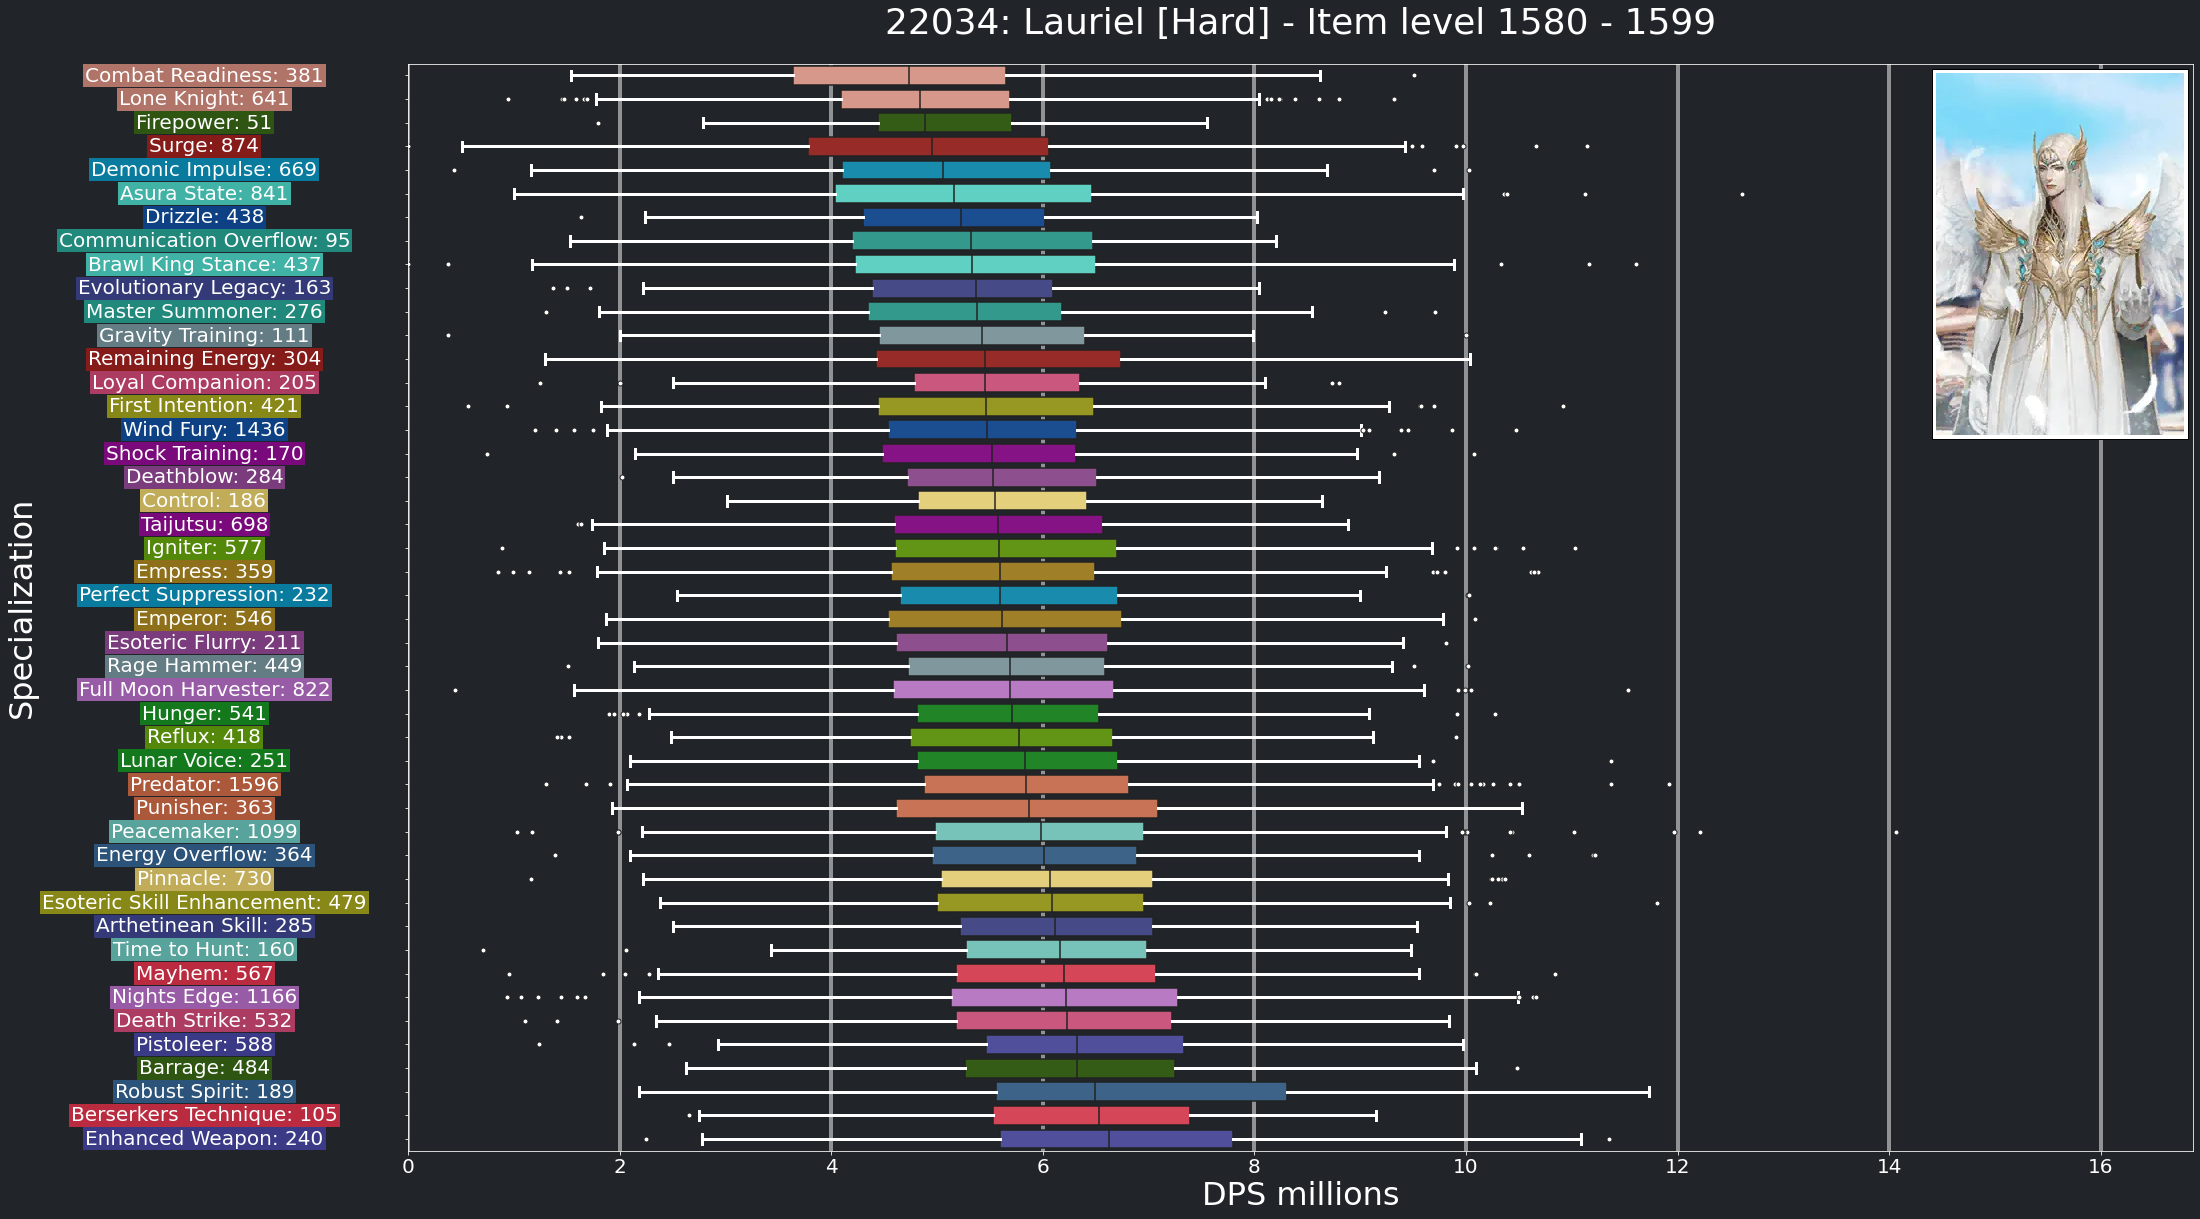 22034: Lauriel [Hard] - Item level 1580 - 1599
Combat Readiness: 381
Lone Knight: 641
Firepower: 51
Surge: 874
Demonic Impulse: 669
Asura State: 841
Drizzle: 438
Communication Overflow: 95
Brawl King Stance: 437
Evolutionary Legacy: 163
Master Summoner: 276
Gravity Training: 111
Remaining Energy: 304
Loyal Companion: 205
First Intention: 421
Wind Fury: 1436
Shock Training: 170
Deathblow: 284
Control: 186
Taijutsu: 698
Igniter: 577
Empress: 359
Perfect Suppression: 232
Emperor: 546
Esoteric Flurry: 211
Rage Hammer: 449
Full Moon Harvester: 822
Hunger: 541
Reflux: 418
Lunar Voice: 251
Predator: 1596
Punisher: 363
Peacemaker: 1099
Energy Overflow: 364
Pinnacle: 730
Esoteric Skill Enhancement: 479
Arthetinean Skill: 285
Time to Hunt: 160
Mayhem: 567
Nights Edge: 1166
Death Strike: 532
Pistoleer: 588
Barrage: 484
Robust Spirit: 189
Berserkers Technique: 105
Enhanced Weapon: 240
Specialization
0 2 4 6 8 10 12 14 16
DPS millions